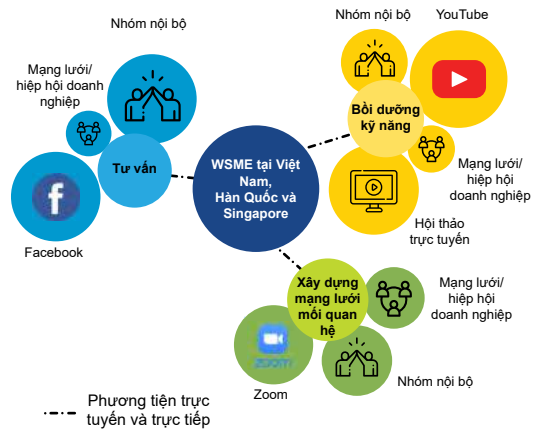 Nhóm nội bộ
Mạng lưới/
hiệp hội doanh
nghiệp
Tư vấn
Facebook
WSME tại Việt
Nam,
Hàn Quốc và
Singapore
Nhóm nội bộ
YouTube
Bồi dưỡng
kỹ năng
Mạng lưới/
hiệp hội
doanh nghiệp
Hội thảo
trực tuyến
Xây dựng
mạng lưới
mối quan
hệ
Mạng lưới/
hiệp hội
doanh nghiệp
zoom
Zoom
Nhóm nội bộ
Phương tiện trực
tuyến và trực tiếp